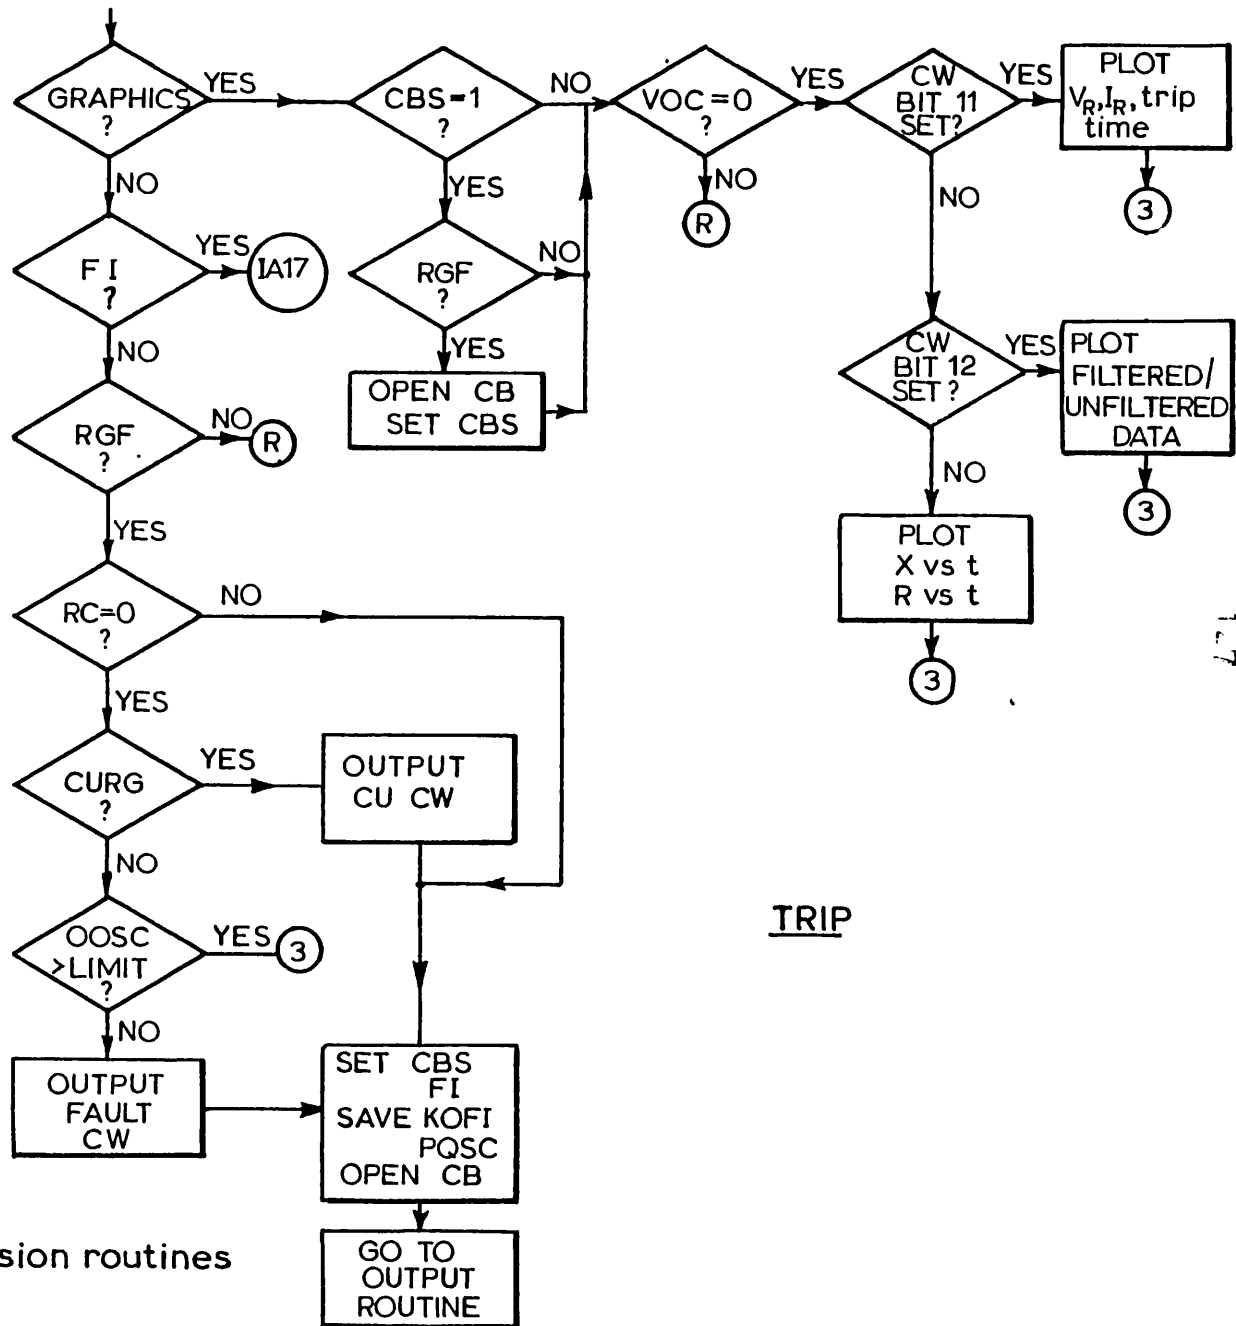 GRAPHICS
?
YES
NO
CBS=1
?
NO
YES
VOC=0
?
YES
NO
R
CW
BIT 11
SET?
YES
NO
PLOT
V_R, I_R, trip
time
3
FI
?
YES
IA17
NO
RGF
?
NO
YES
OPEN CB
SET CBS
CW
BIT 12
SET ?
YES
NO
PLOT
FILTERED/
UNFILTERED
DATA
3
RGF
?
NO
R
YES
PLOT
X vs t
R vs t
3
RC=0
?
NO
YES
CURG
?
YES
NO
OUTPUT
CU CW
OOSC
>LIMIT
?
YES
3
NO
TRIP
OUTPUT
FAULT
CW
SET CBS
FI
SAVE KOFI
PQSC
OPEN CB
GO TO
OUTPUT
ROUTINE
sion routines